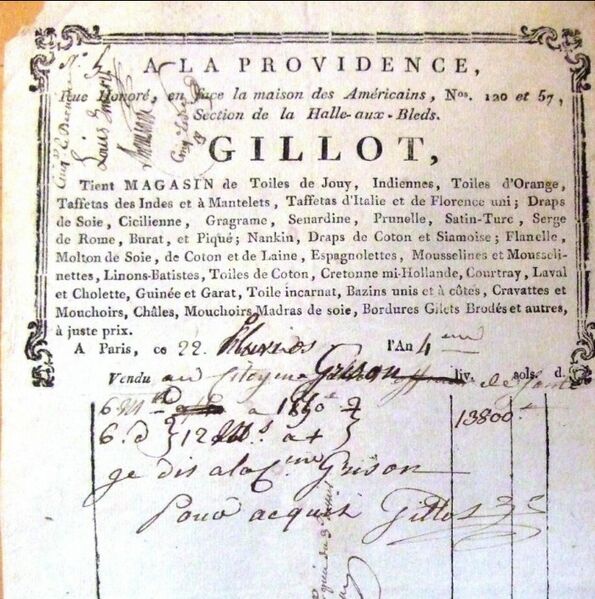 A LA PROVIDENCE,
Rue Honoré, en face la maison des Américains, Nos. 120 et 57,
Section de la Halle-aux-Bleds.
GILLOT,
Tient MAGASIN de Toiles de Jouy, Indiennes, Toiles d'Orange,
Taffetas des Indes et à Mantelets, Taffetas d'Italie et de Florence uni; Draps
de Soie, Cicilienne, Gragrame, Senardine, Prunelle, Satin-Turc, Serge
de Rome, Burat, et Piqué; Nankin, Draps de Coton et Siamoise; Flanelle,
Molton de Soie, de Coton et de Laine, Espagnolettes, Mousselines et Mousseli-
nettes, Linons-Batistes, Toiles de Coton, Cretonne mi-Hollande, Courtray, Laval
et Cholette, Guinée et Garat, Toile incarnat, Bazins unis et à côtes, Cravattes et
Mouchoirs, Châles, Mouchoirs Madras de soie, Bordures Gilets Brodés et autres,
à juste prix.
A Paris, ce 22. l'An 4
Vendu au Citoyenne Grison liv. sols. d.
a 1850 13800
6. d 12
Grison
Pour acquit Gillot